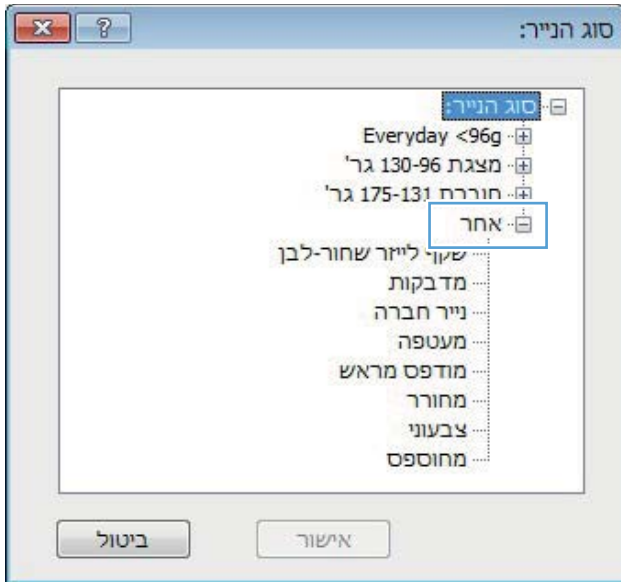 סוג הנייר:
סוג הנייר:
Everyday <96g
מצגת 130-96 גר'
חוברת 175-131 גר'
אחר
שקף לייזר שחור-לבן
מדבקות
נייר חברה
מעטפה
מודפס מראש
מחורר
צבעוני
מחוספס
אישור
ביטול